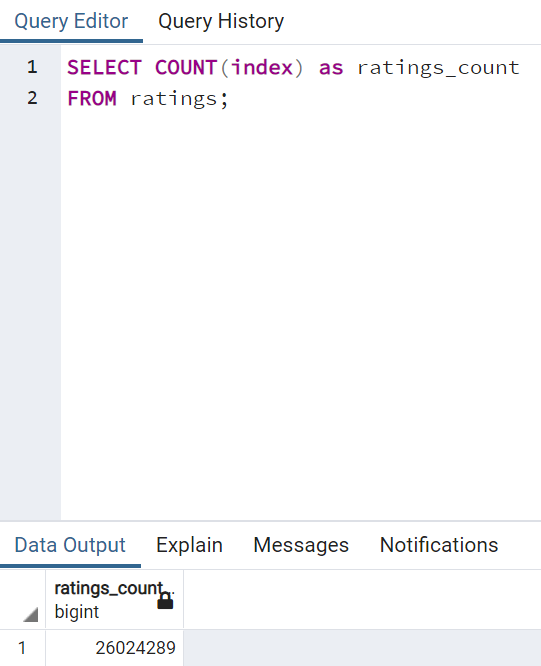 Query Editor Query History
1 SELECT COUNT(index) as ratings_count
2 FROM ratings;
Data Output Explain Messages Notifications
ratings_count..
bigint
1 26024289